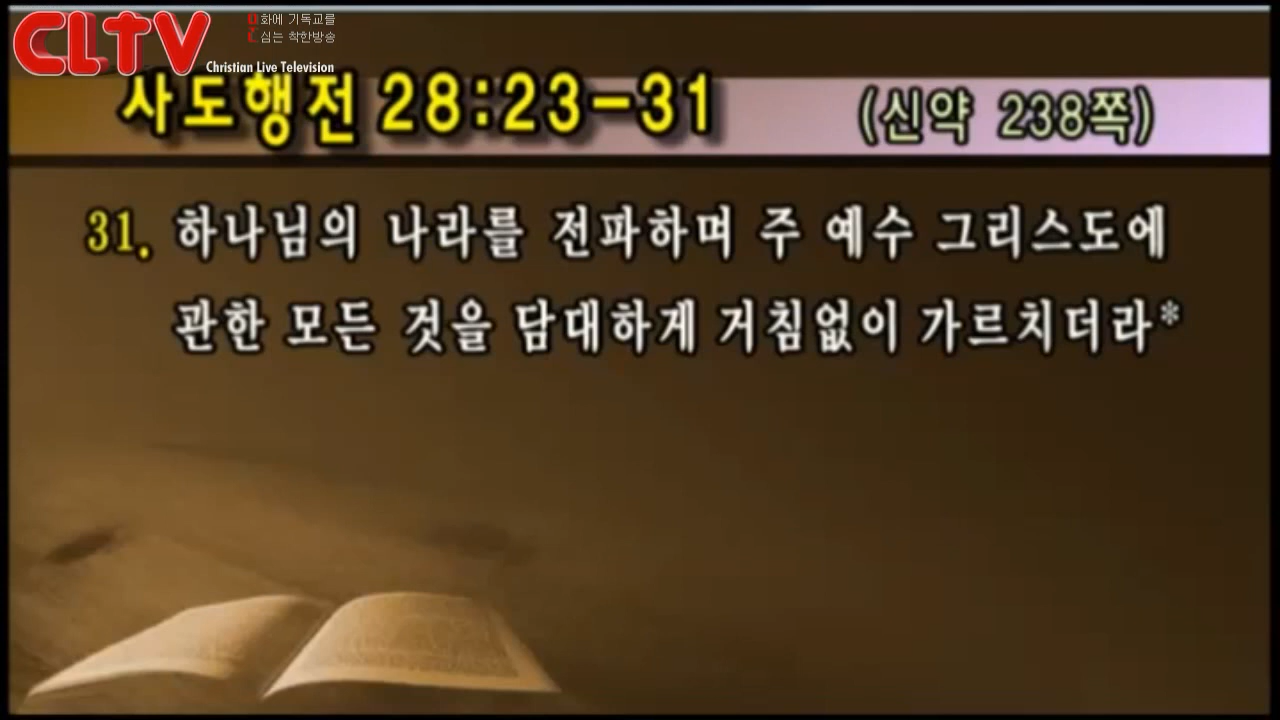 CLTV
화에 기독교를
심는 착한방송
Christian Live Television
사도행전 28:23-31 (신약 238쪽)
31. 하나님의 나라를 전파하며 주 예수 그리스도에
관한 모든 것을 담대하게 거침없이 가르치더라*